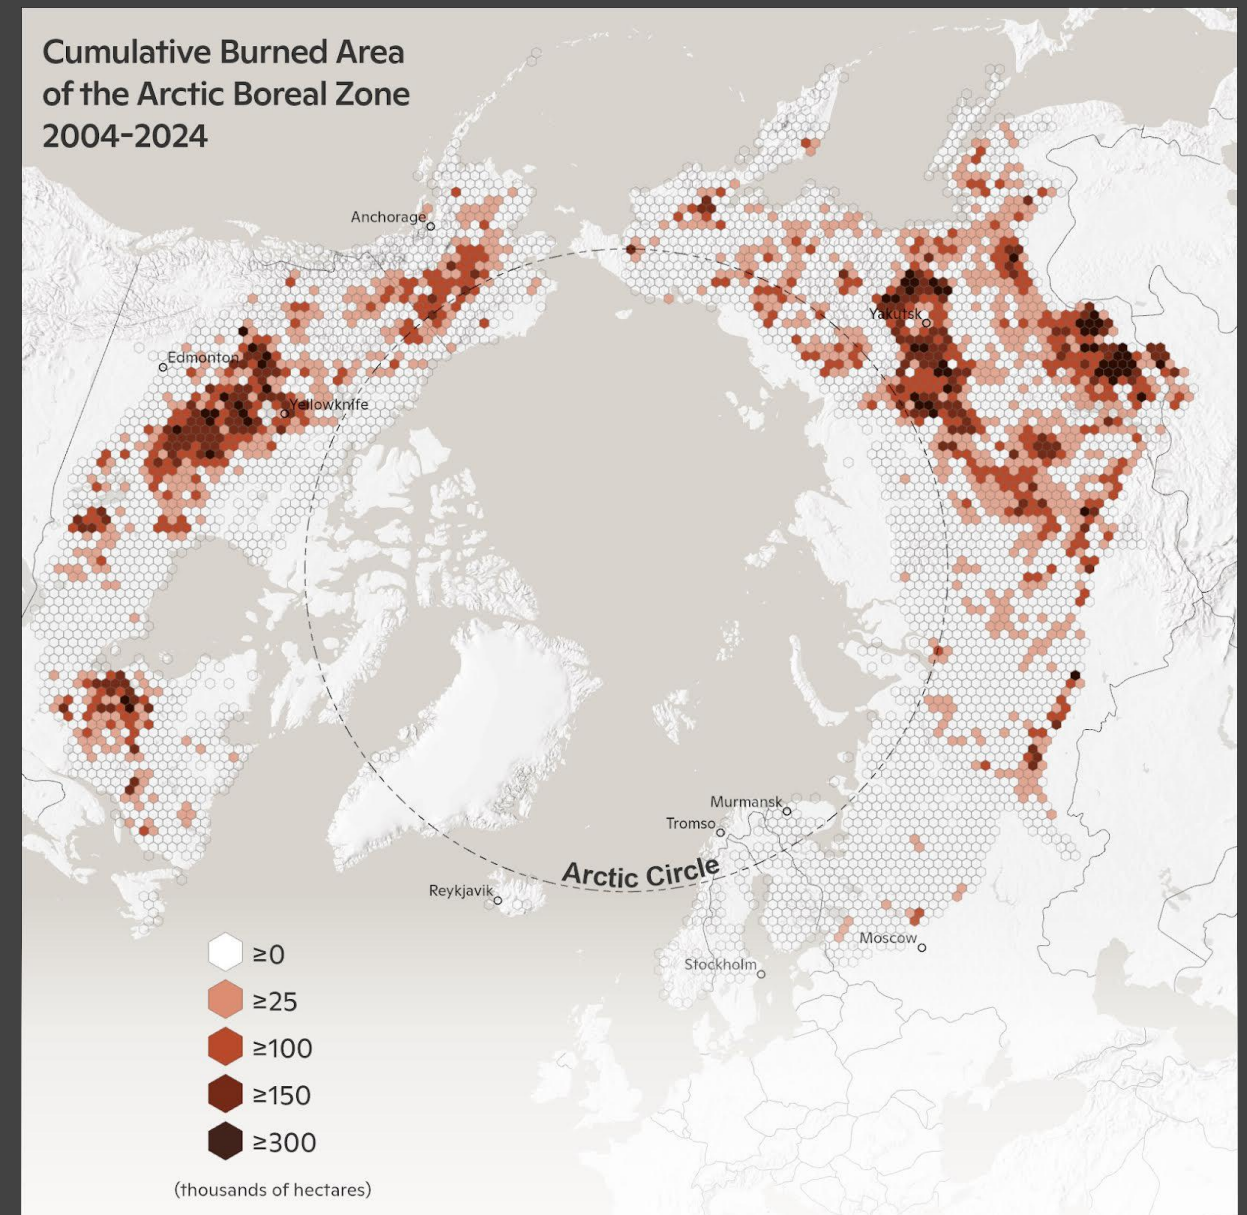 Cumulative Burned Area
of the Arctic Boreal Zone
2004-2024
Anchorage
Yakutsk
Edmonton
Yellowknife
Murmansk
Tromso
Arctic Circle
Reykjavik
Moscow
Stockholm
≥0
≥25
≥100
≥150
≥300
(thousands of hectares)